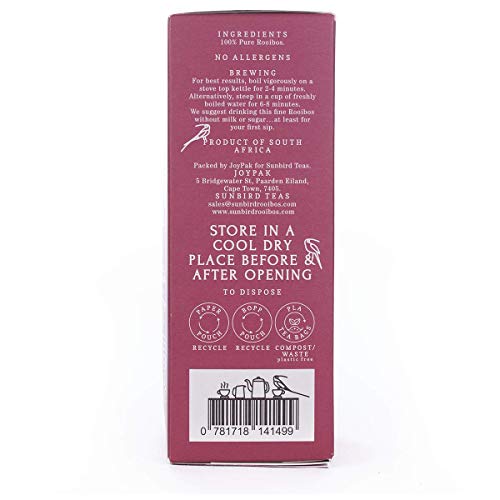 INGREDIENTS
100% Pure Rooibos.
NO ALLERGENS
BREWING
For best results, boil vigorously on a
stove top kettle for 2-4 minutes.
Alternatively, steep in a cup of freshly
boiled water for 6-8 minutes.
We suggest drinking this fine Rooibos
without milk or sugar...at least for
your first sip.
PRODUCT OF SOUTH
AFRICA
Packed by JoyPak for Sunbird Teas.
JOYPAK
5 Bridgewater St, Paarden Eiland,
Cape Town, 7405.
SUNBIRD TEAS
sales@sunbirdrooibos.com
www.sunbirdrooibos.com
STORE IN A
COOL DRY
PLACE BEFORE &
AFTER OPENING
TO DISPOSE
PAPER
POUCH
RECYCLE
BOPP
POUCH
RECYCLE
PLA
TEA BAGS
COMPOST/
WASTE
plastic free
0 781718 141499